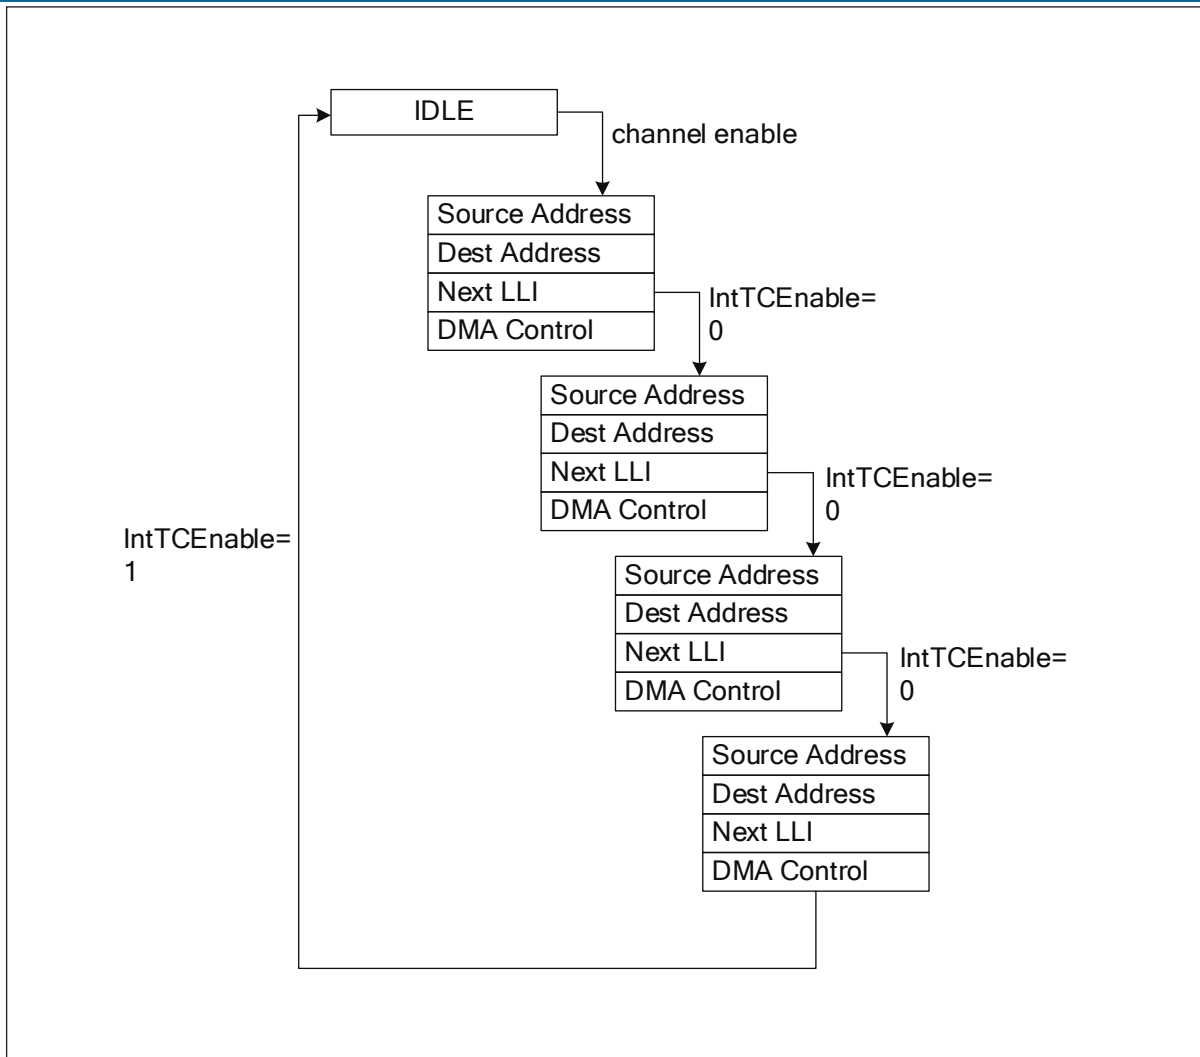 IDLE
channel enable
Source Address
Dest Address
Next LLI
DMA Control
IntTCEnable=
0
Source Address
Dest Address
Next LLI
DMA Control
IntTCEnable=
0
IntTCEnable=
1
Source Address
Dest Address
Next LLI
DMA Control
IntTCEnable=
0
Source Address
Dest Address
Next LLI
DMA Control